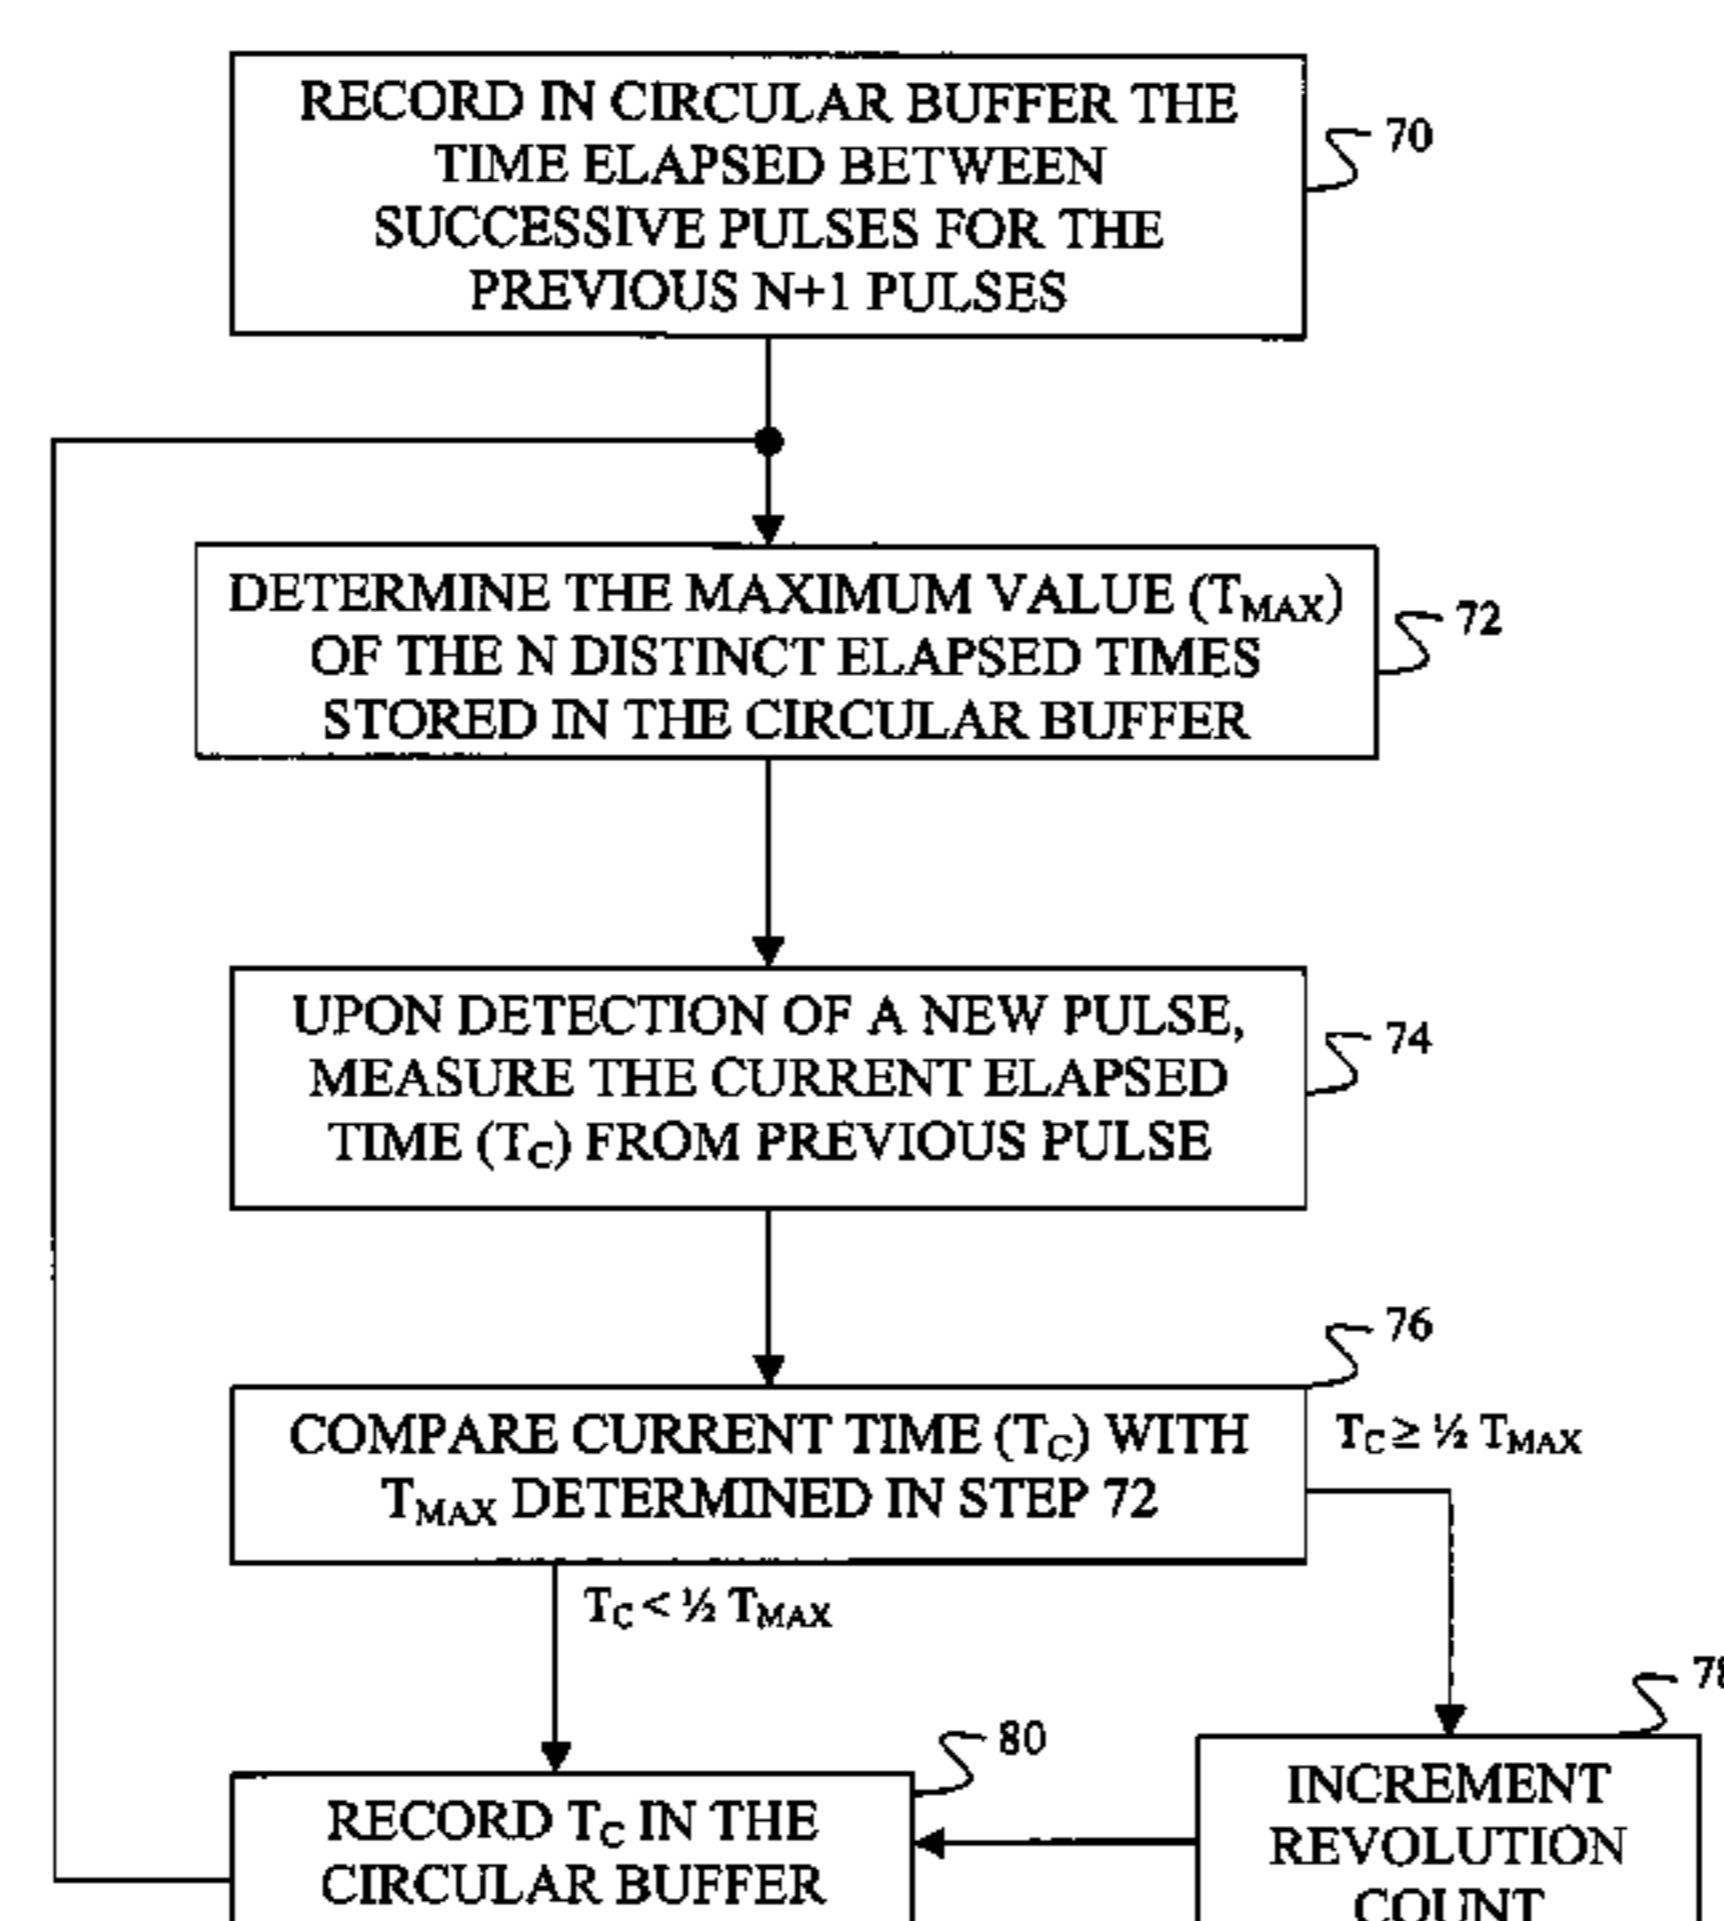 RECORD IN CIRCULAR BUFFER THE
TIME ELAPSED BETWEEN
SUCCESSIVE PULSES FOR THE
PREVIOUS N+1 PULSES
70
DETERMINE THE MAXIMUM VALUE (TMAX)
OF THE N DISTINCT ELAPSED TIMES
STORED IN THE CIRCULAR BUFFER
72
UPON DETECTION OF A NEW PULSE,
MEASURE THE CURRENT ELAPSED
TIME (TC) FROM PREVIOUS PULSE
74
76
COMPARE CURRENT TIME (TC) WITH
TMAX DETERMINED IN STEP 72
TC ≥ ½ TMAX
TC < ½ TMAX
78
80
RECORD TC IN THE
CIRCULAR BUFFER
INCREMENT
REVOLUTION
COUNT